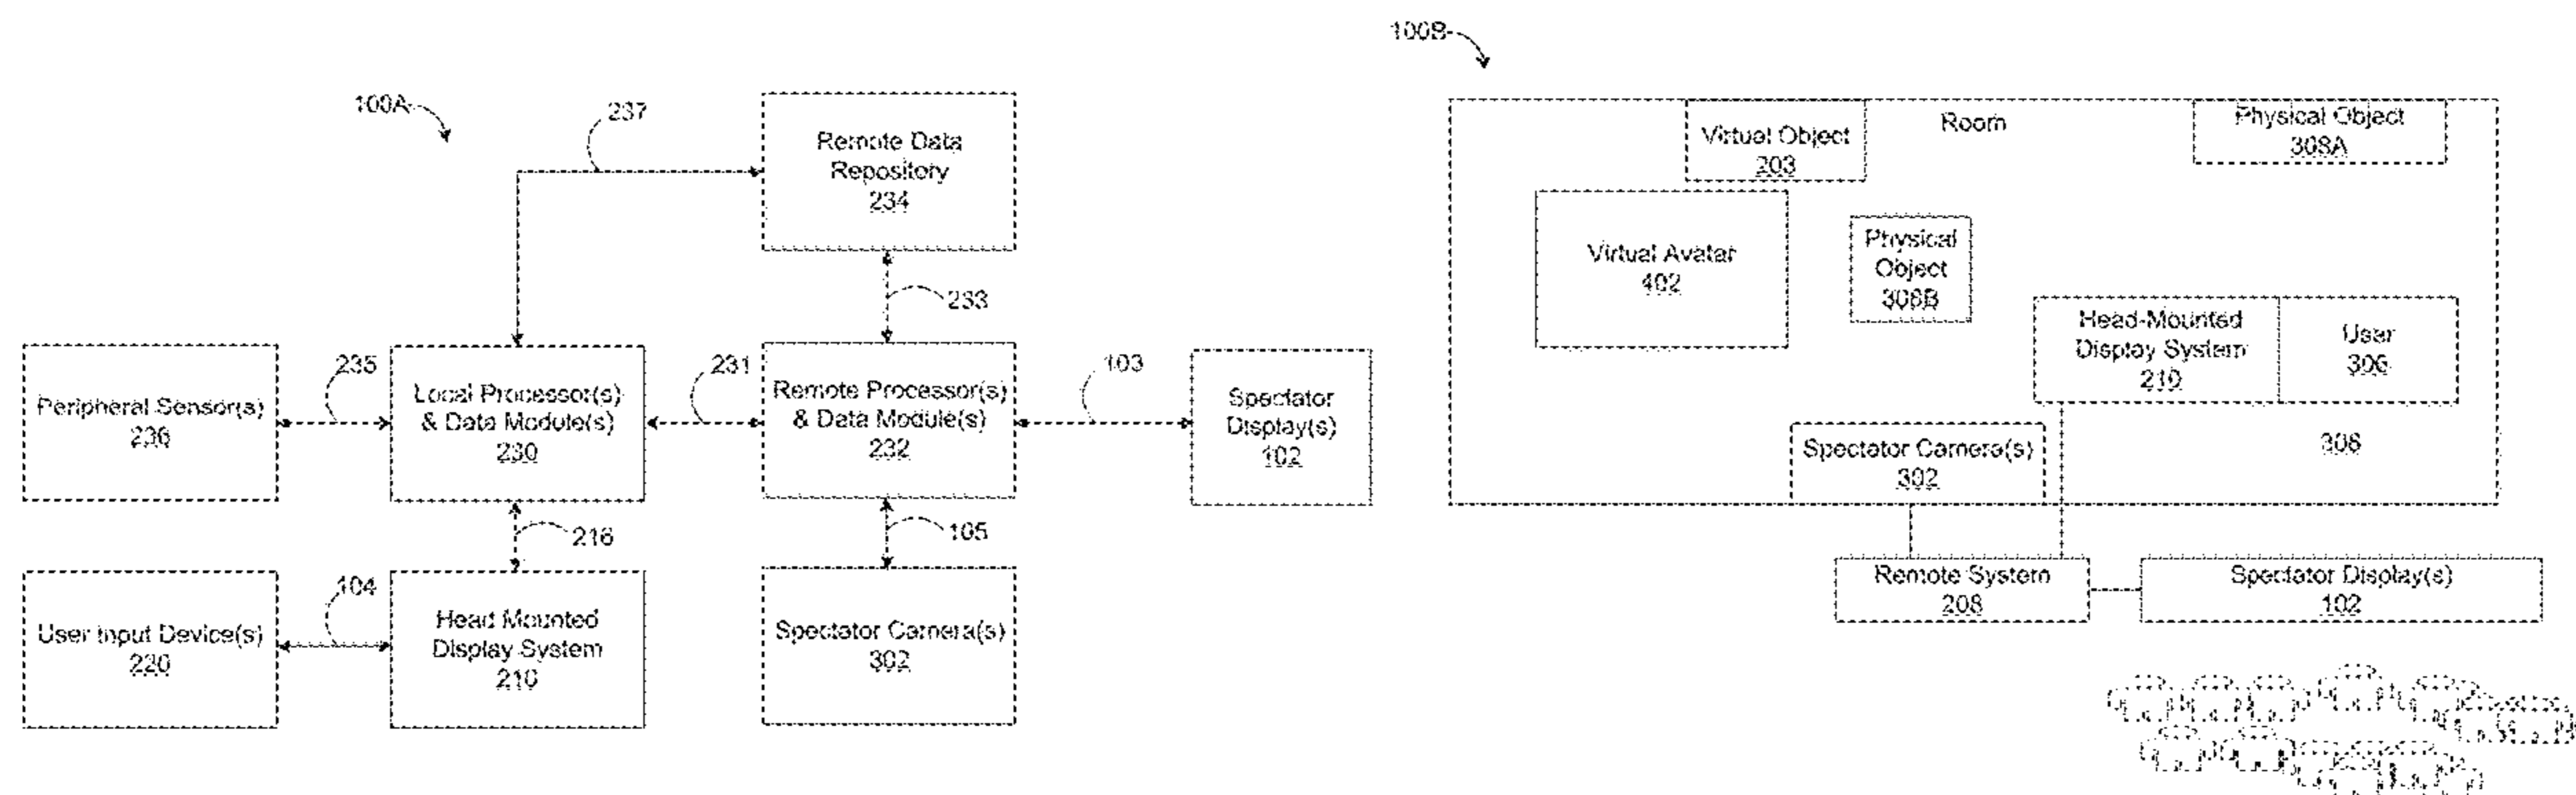 100A
237
Remote Data
Repository
234
233
Peripheral Sensor(s)
236
235
Local Processor(s)
& Data Module(s)
230
231
Remote Processor(s)
& Data Module(s)
232
103
Spectator
Display(s)
102
216
105
User Input Device(s)
220
104
Head Mounted
Display System
210
Spectator Camera(s)
302
100B
Virtual Object
203
Room
Physical Object
308A
Virtual Avatar
402
Physical
Object
308B
Head-Mounted
Display System
210
User
306
Spectator Camera(s)
302
306
Remote System
208
Spectator Display(s)
102